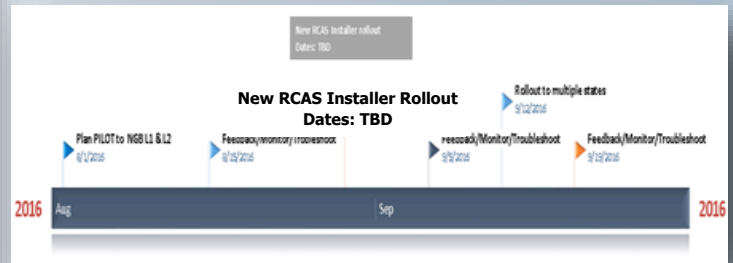 New RCAS Installer rollout
Dates: TBD
New RCAS Installer Rollout
Dates: TBD
Rollout to multiple states
9/12/2016
Plan PILOT to NGB L1 & L2
8/1/2016
Feedback/Monitor/Troubleshoot
8/15/2016
Feedback/Monitor/Troubleshoot
9/5/2016
Feedback/Monitor/Troubleshoot
9/19/2016
2016
Aug
Sep
2016